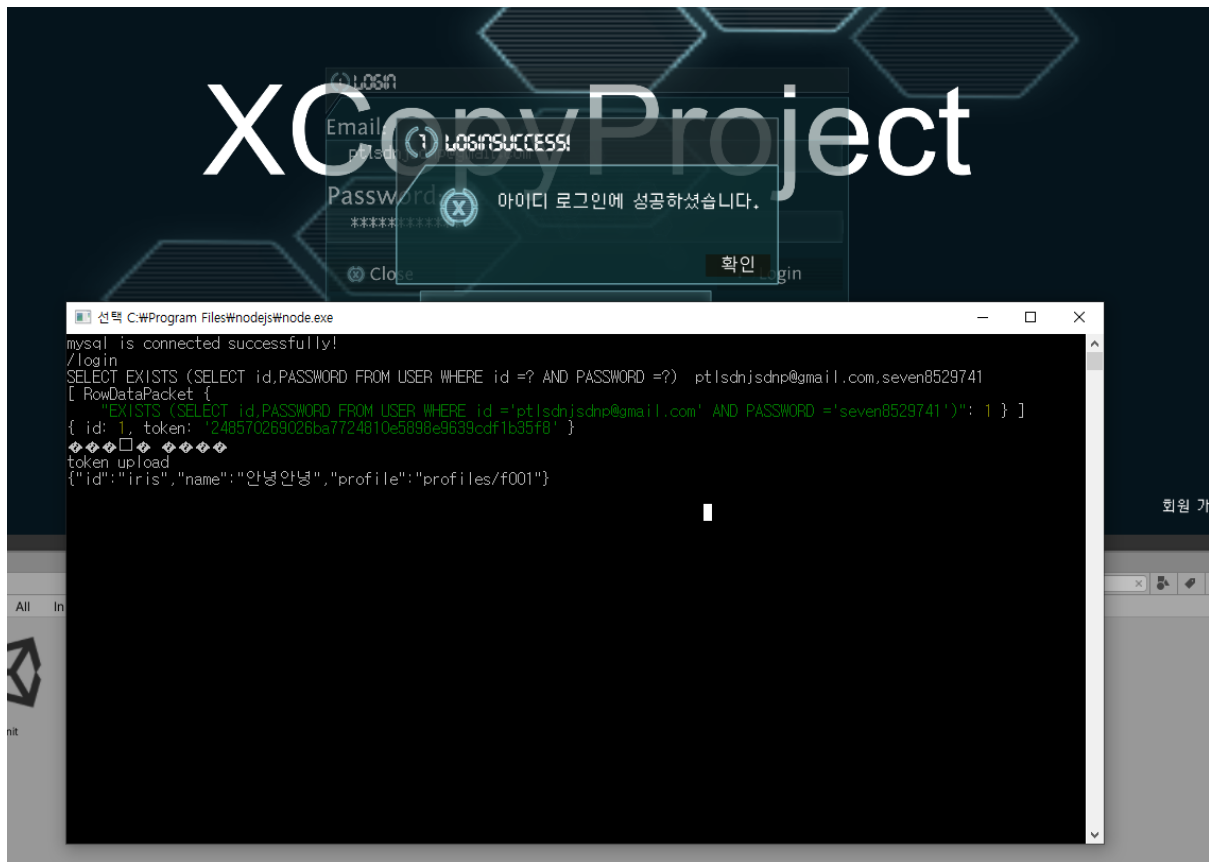 LOGIN
XCopyProject
Email:
LOGINSUCCESS!
아이디 로그인에 성공하셨습니다.
Password:
***********
확인
Close
Login
선택 C:₩Program Files₩nodejs₩node.exe
mysql is connected successfully!
/login
SELECT EXISTS (SELECT id,PASSWORD FROM USER WHERE id =? AND PASSWORD =?)  ptlsdnjsdnp@gmail.com,seven8529741
[ RowDataPacket {
"EXISTS (SELECT id,PASSWORD FROM USER WHERE id ='ptlsdnjsdnp@gmail.com' AND PASSWORD ='seven8529741')": 1 } ]
{ id: 1, token: '248570269026ba7724810e5898e9639cdf1b35f8' }
���□� ����
token upload
{"id":"iris","name":"안녕안녕","profile":"profiles/f001"}
회원 가
All In
nit